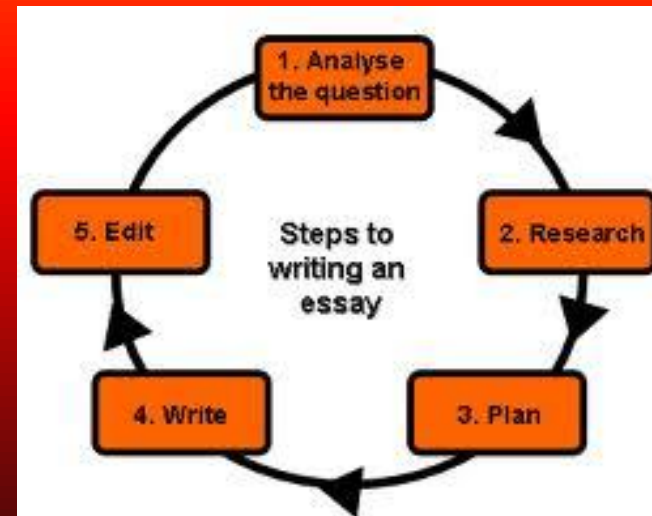 1. Analyse
the question
2. Research
3. Plan
4. Write
5. Edit
Steps to
writing an
essay